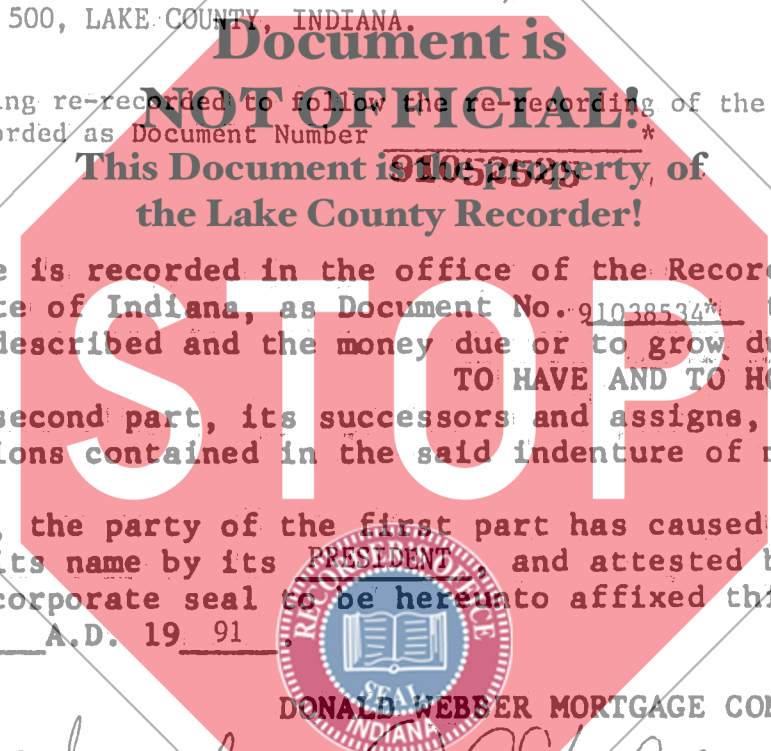 500, LAKE COUNTY, INDIANA.
Document is
NOT OFFICIAL!
ng re-recorded to follow the re-recording of the
orded as Document Number *
91052525
This Document is the property of
the Lake County Recorder!
e is recorded in the office of the Recor
te of Indiana, as Document No. 91038534*
described and the money due or to grow du
TO HAVE AND TO HO
second part, its successors and assigns,
ions contained in the said indenture of m
STOP
, the party of the first part has caused
its name by its PRESIDENT, and attested b
corporate seal to be hereunto affixed thi
A.D. 19 91.
RECORDER'S OFFICE
SEAL
INDIANA
DONALD WEBBER MORTGAGE COM